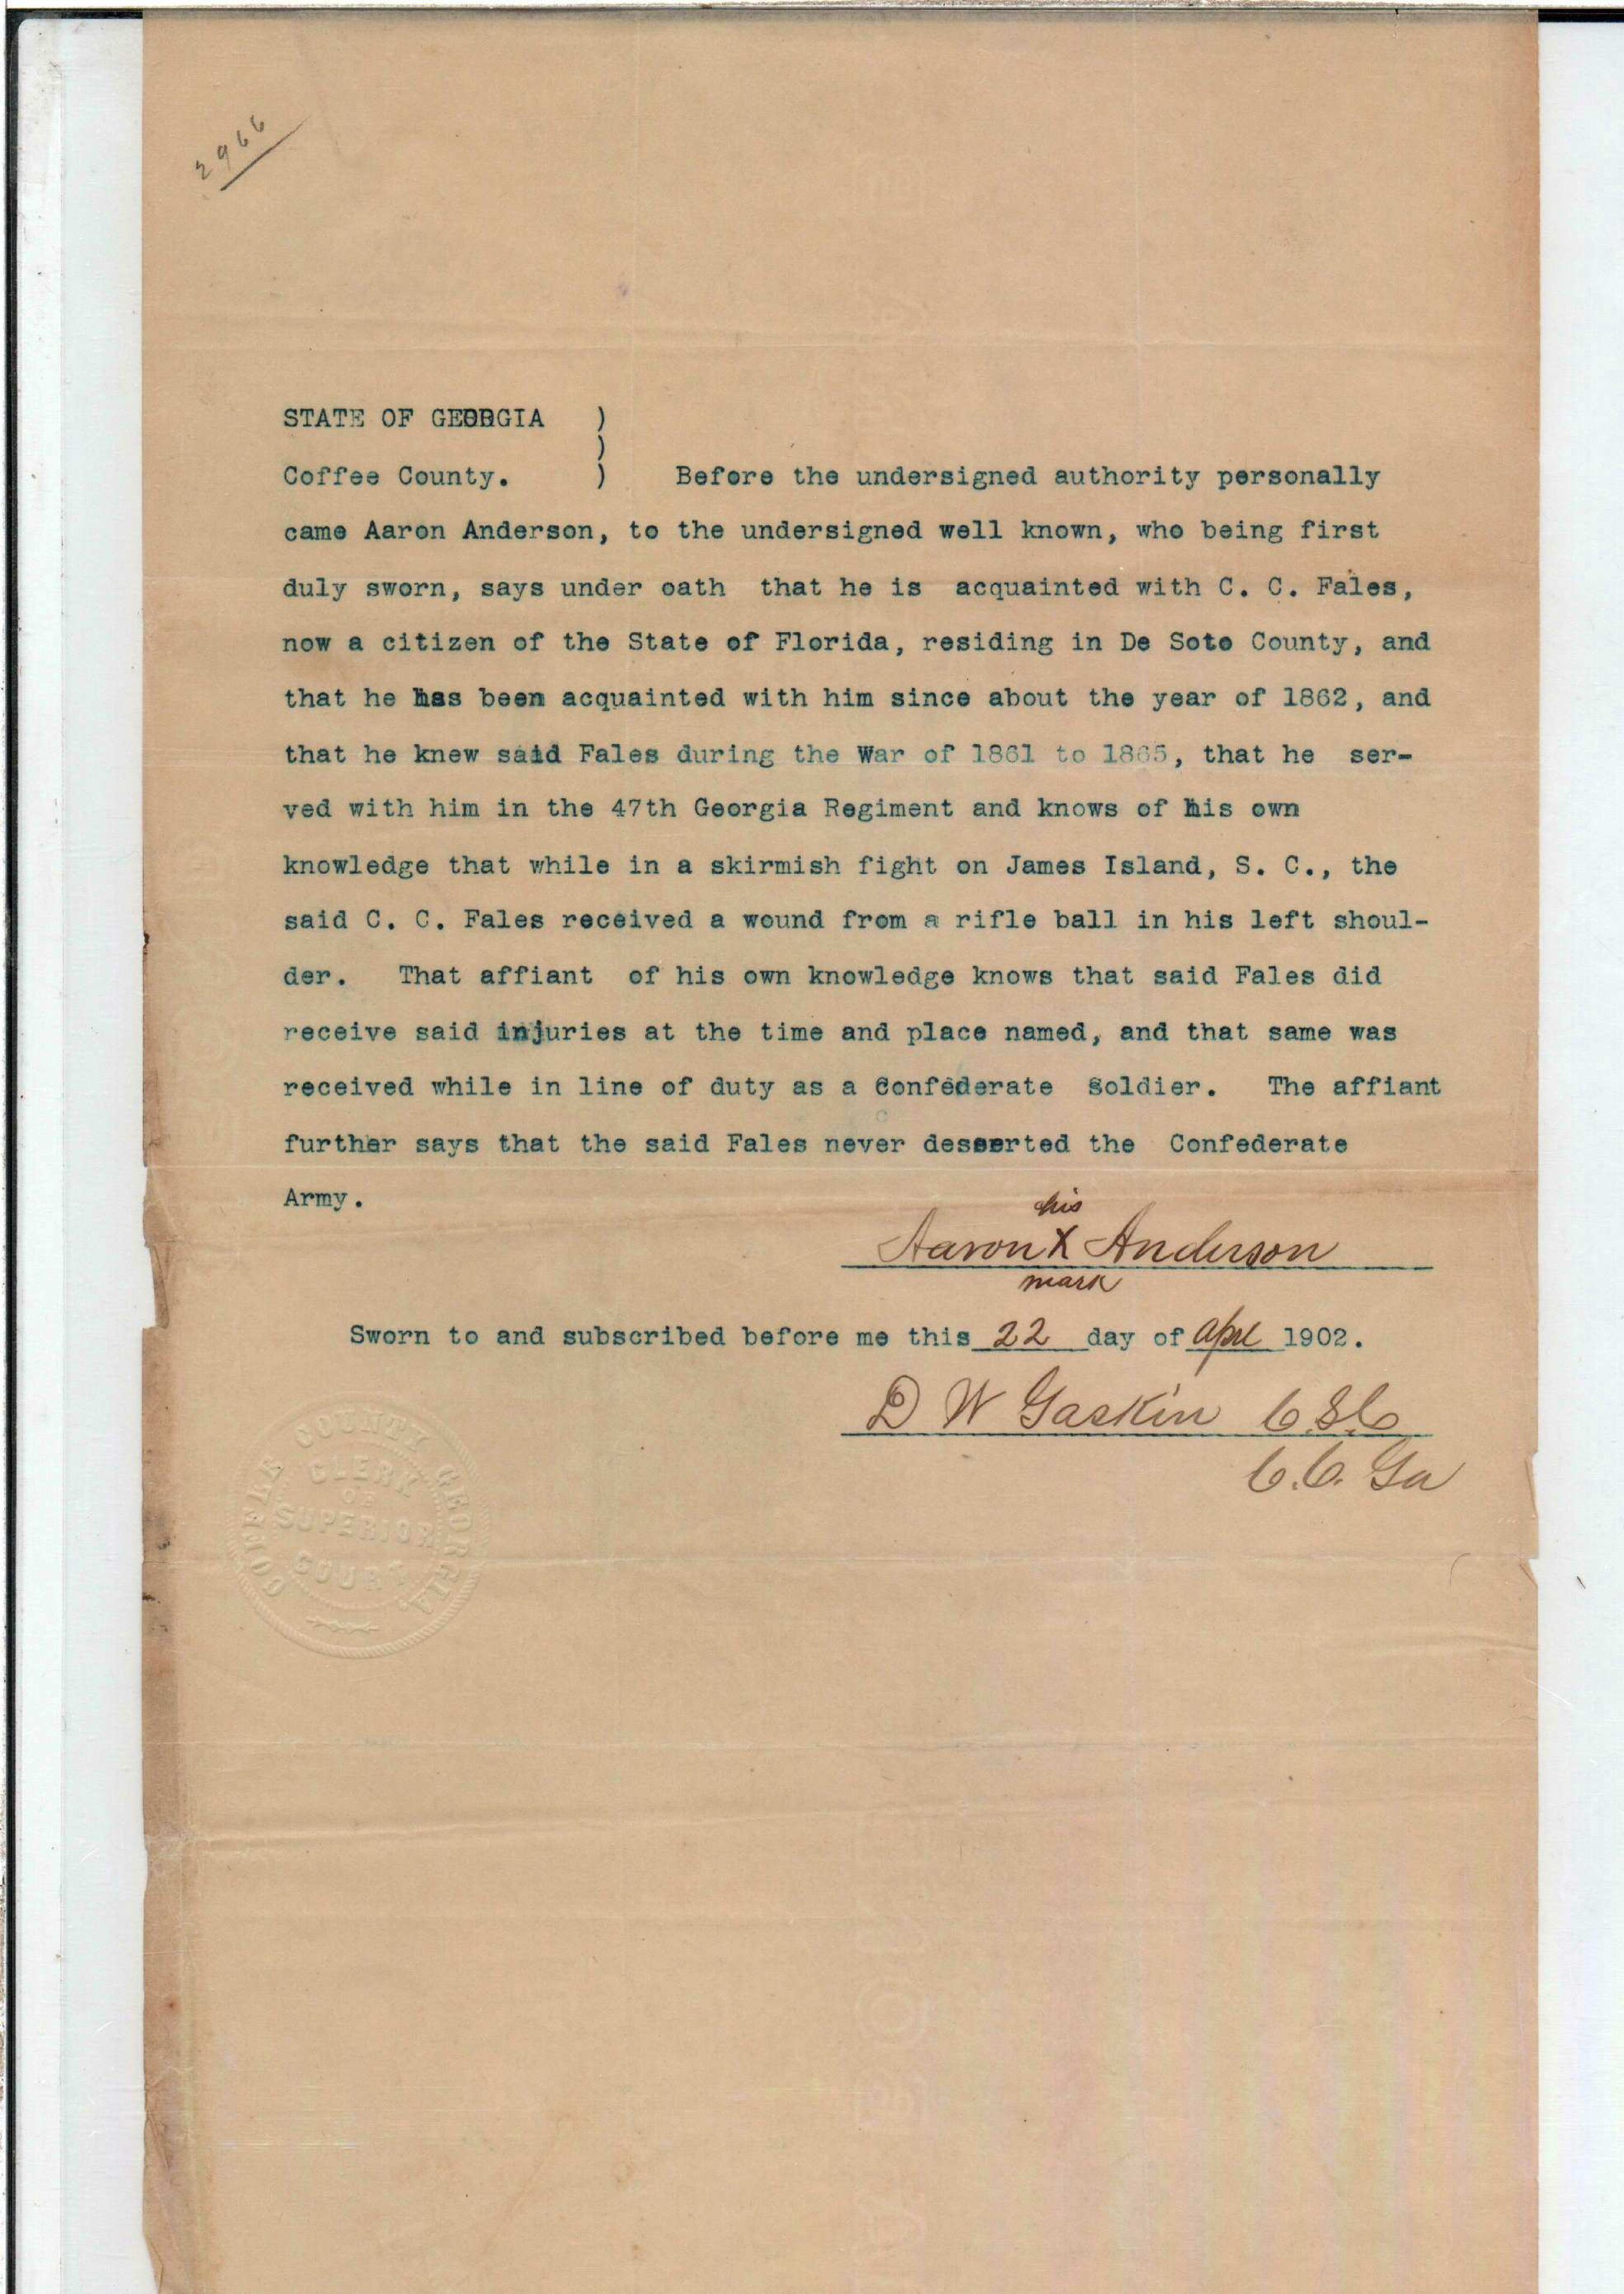 2966
STATE OF GEORGIA )
)
Coffee County. ) Before the undersigned authority personally
came Aaron Anderson, to the undersigned well known, who being first
duly sworn, says under oath that he is acquainted with C. C. Fales,
now a citizen of the State of Florida, residing in De Soto County, and
that he has been acquainted with him since about the year of 1862, and
that he knew said Fales during the War of 1861 to 1865, that he ser-
ved with him in the 47th Georgia Regiment and knows of his own
knowledge that while in a skirmish fight on James Island, S. C., the
said C. C. Fales received a wound from a rifle ball in his left shoul-
der. That affiant of his own knowledge knows that said Fales did
receive said injuries at the time and place named, and that same was
received while in line of duty as a Confederate Soldier. The affiant
further says that the said Fales never deserted the Confederate
Army.
his
Aaron X Anderson
mark
Sworn to and subscribed before me this 22 day of Aprl 1902.
D W Gaskin C.S.C
C.C. Ga
COFFEE COUNTY GEORGIA
CLERK
OF
SUPERIOR
COURT